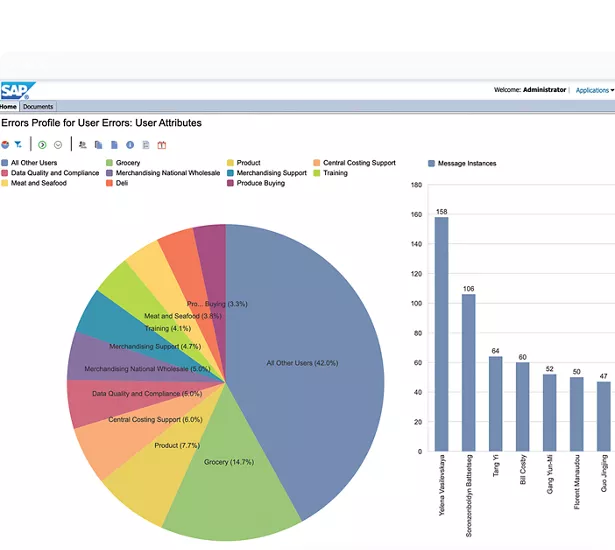 SAP
Welcome: Administrator | Applications
Home Documents
Errors Profile for User Errors: User Attributes
All Other Users Grocery Product Central Costing Support
Data Quality and Compliance Merchandising National Wholesale Merchandising Support Training
Meat and Seafood Deli Produce Buying
Message Instances
Pro... Buying (3.3%)
Meat and Seafood (3.8%)
Training (4.1%)
Merchandising Support (4.7%)
Merchandising National Wholesale (5.0%)
Data Quality and Compliance (5.0%)
Central Costing Support (6.0%)
Product (7.7%)
Grocery (14.7%)
All Other Users (42.0%)
180
160
140
120
100
80
60
40
20
0
158
106
64
60
52
50
47
Yelena Vasilevskaya
Soronzonboldyn Battsetseg
Tang Yi
Bill Cosby
Gang Yun-Mi
Florent Manaudou
Guo Jingjing